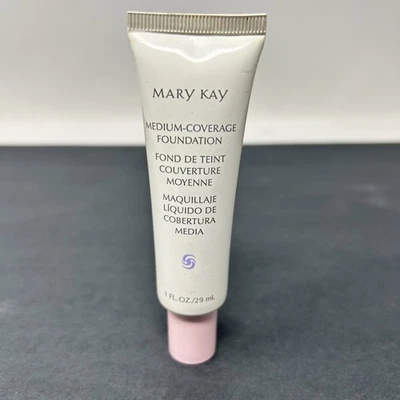 MARY KAY
MEDIUM-COVERAGE
FOUNDATION
FOND DE TEINT
COUVERTURE
MOYENNE
MAQUILLAJE
LÍQUIDO DE
COBERTURA
MEDIA
1 FL.OZ./29 mL